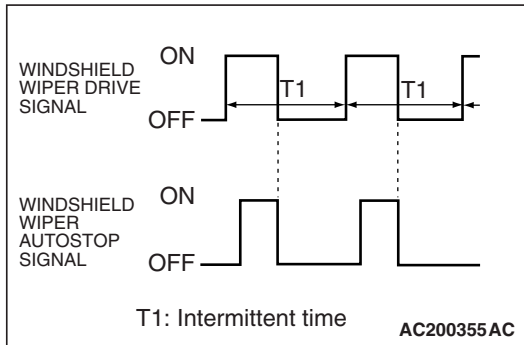 ON
WINDSHIELD
WIPER DRIVE
SIGNAL
T1
T1
OFF
ON
WINDSHIELD
WIPER
AUTOSTOP
SIGNAL
OFF
T1: Intermittent time
AC200355AC